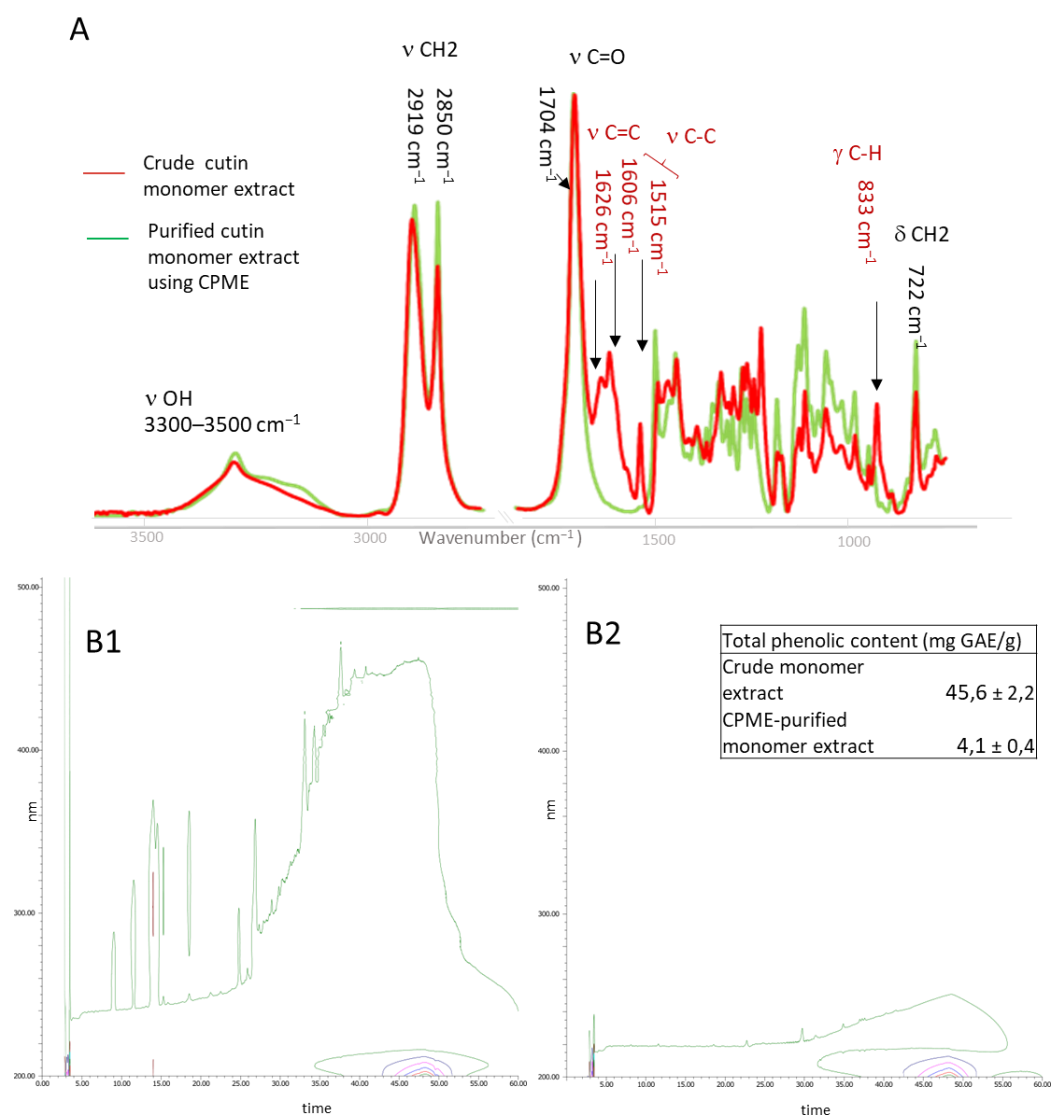 A
ν CH2
2919 cm⁻¹
2850 cm⁻¹
ν C=O
1704 cm⁻¹
ν C=C
ν C-C
1626 cm⁻¹
1606 cm⁻¹
1515 cm⁻¹
γ C-H
833 cm⁻¹
δ CH2
722 cm⁻¹
Crude cutin
monomer extract
Purified cutin
monomer extract
using CPME
ν OH
3300–3500 cm⁻¹
3500
3000
Wavenumber (cm⁻¹)
1500
1000
B1
500.00
400.00
nm
300.00
200.00
0.00 5.00 10.00 15.00 20.00 25.00 30.00 35.00 40.00 45.00 50.00 55.00 60.00
time
B2
Total phenolic content (mg GAE/g)
Crude monomer
extract 45,6 ± 2,2
CPME-purified
monomer extract 4,1 ± 0,4
500.00
400.00
nm
300.00
200.00
0.00 5.00 10.00 15.00 20.00 25.00 30.00 35.00 40.00 45.00 50.00 55.00 60.00
time